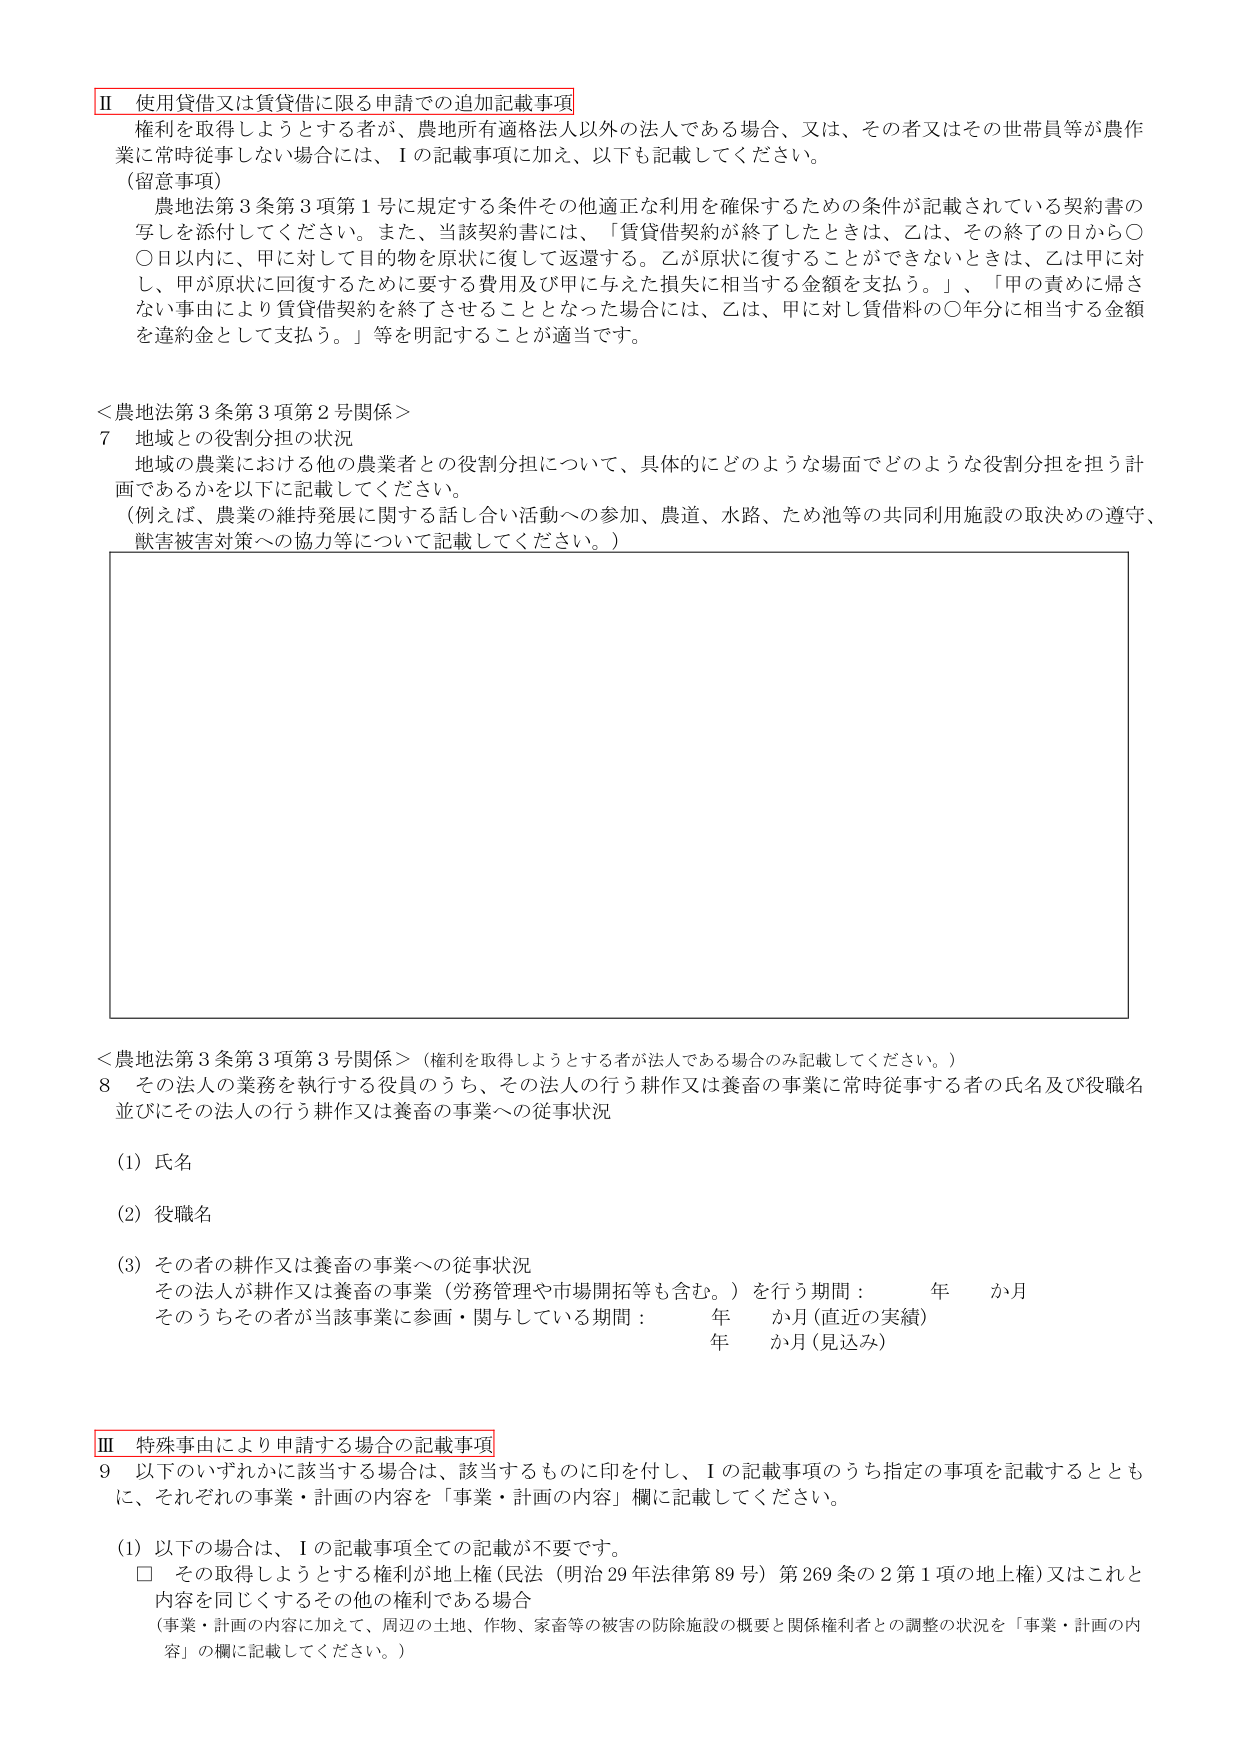 Ⅱ　使用貸借又は賃貸借に限る申請での追加記載事項
権利を取得しようとする者が、農地所有適格法人以外の法人である場合、又は、その者又はその世帯員等が農作
業に常時従事しない場合には、Ⅰの記載事項に加え、以下も記載してください。
（留意事項）
農地法第３条第３項第１号に規定する条件その他適正な利用を確保するための条件が記載されている契約書の
写しを添付してください。また、当該契約書には、「賃貸借契約が終了したときは、乙は、その終了の日から〇
〇日以内に、甲に対して目的物を原状に復して返還する。乙が原状に復することができないときは、乙は甲に対
し、甲が原状に回復するために要する費用及び甲に与えた損失に相当する金額を支払う。」、「甲の責めに帰さ
ない事由により賃貸借契約を終了させることとなった場合には、乙は、甲に対し賃借料の〇年分に相当する金額
を違約金として支払う。」等を明記することが適当です。
＜農地法第３条第３項第２号関係＞
７　地域との役割分担の状況
地域の農業における他の農業者との役割分担について、具体的にどのような場面でどのような役割分担を担う計
画であるかを以下に記載してください。
（例えば、農業の維持発展に関する話し合い活動への参加、農道、水路、ため池等の共同利用施設の取決めの遵守、
獣害被害対策への協力等について記載してください。）
＜農地法第３条第３項第３号関係＞（権利を取得しようとする者が法人である場合のみ記載してください。）
８　その法人の業務を執行する役員のうち、その法人の行う耕作又は養畜の事業に常時従事する者の氏名及び役職名
並びにその法人の行う耕作又は養畜の事業への従事状況
(1) 氏名
(2) 役職名
(3) その者の耕作又は養畜の事業への従事状況
その法人が耕作又は養畜の事業（労務管理や市場開拓等も含む。）を行う期間：　　　年　　か月
そのうちその者が当該事業に参画・関与している期間：　　　年　　か月(直近の実績)
年　　か月(見込み)
Ⅲ　特殊事由により申請する場合の記載事項
９　以下のいずれかに該当する場合は、該当するものに印を付し、Ⅰの記載事項のうち指定の事項を記載するととも
に、それぞれの事業・計画の内容を「事業・計画の内容」欄に記載してください。
(1) 以下の場合は、Ⅰの記載事項全ての記載が不要です。
□　その取得しようとする権利が地上権(民法（明治29年法律第89号）第269条の２第１項の地上権)又はこれと
内容を同じくするその他の権利である場合
(事業・計画の内容に加えて、周辺の土地、作物、家畜等の被害の防除施設の概要と関係権利者との調整の状況を「事業・計画の内
容」の欄に記載してください。)